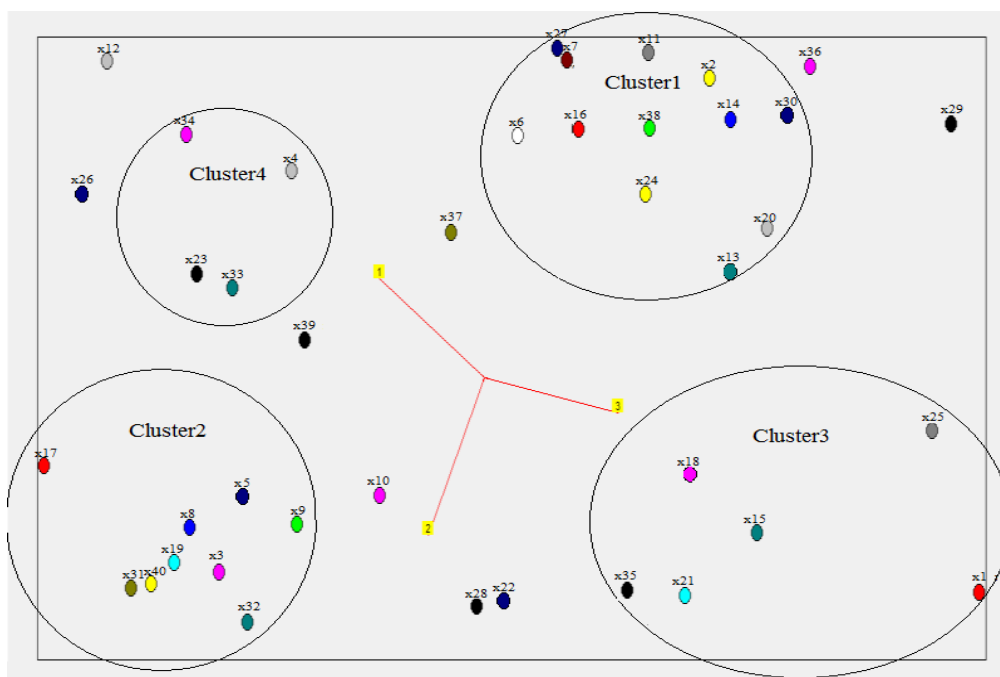 x12
x27
x7
x11
x2
x36
Cluster1
x34
x6
x16
x38
x14
x30
x29
x4
Cluster4
x26
x24
x37
x20
x23
x33
1
x13
x39
3
Cluster2
x25
Cluster3
x17
x18
x5
x10
x8
x9
2
x15
x19
x3
x31
x40
x28
x22
x35
x21
x1
x32